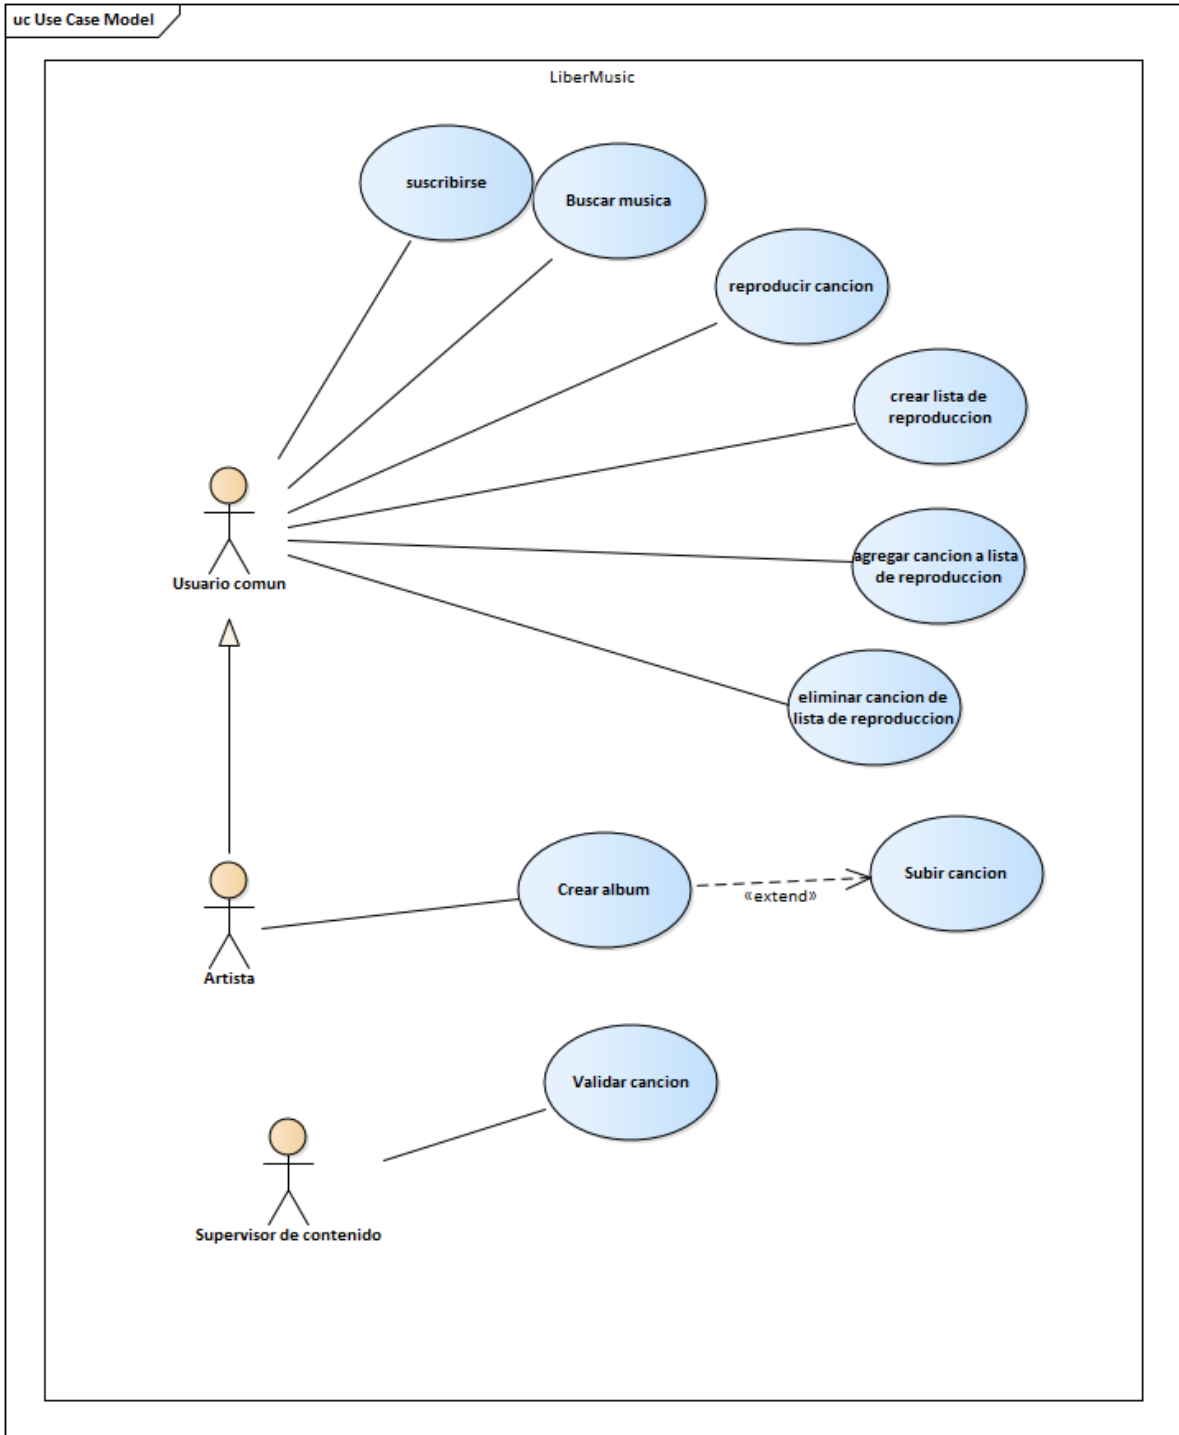 uc Use Case Model
LiberMusic
suscribirse
Buscar musica
reproducir cancion
crear lista de
reproduccion
agregar cancion a lista
de reproduccion
Usuario comun
eliminar cancion de
lista de reproduccion
Crear album
«extend»
Subir cancion
Artista
Validar cancion
Supervisor de contenido